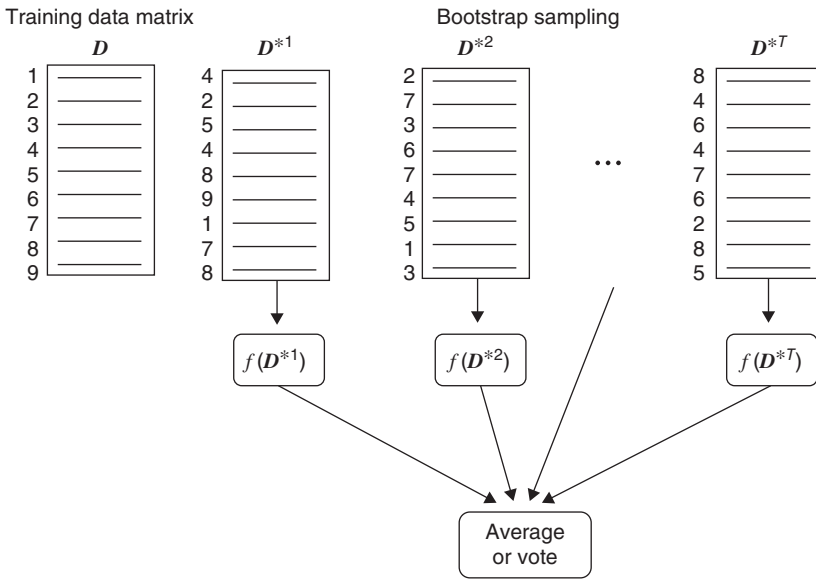 Training data matrix
Bootstrap sampling
D D*1 D*2 D*T
1 4 2 8
2 2 7 4
3 5 3 6
4 4 6 4
5 8 7 7
6 9 4 6
7 1 5 2
8 7 1 8
9 8 3 5
...
f(D*1) f(D*2) f(D*T)
Average
or vote